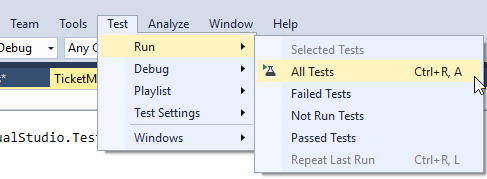 Team Tools Test Analyze Window Help
Debug Any C
Run
Selected Tests
TicketM
Debug
All Tests Ctrl+R, A
Playlist
Failed Tests
Test Settings
Not Run Tests
ualStudio.Tes
Windows
Passed Tests
Repeat Last Run Ctrl+R, L